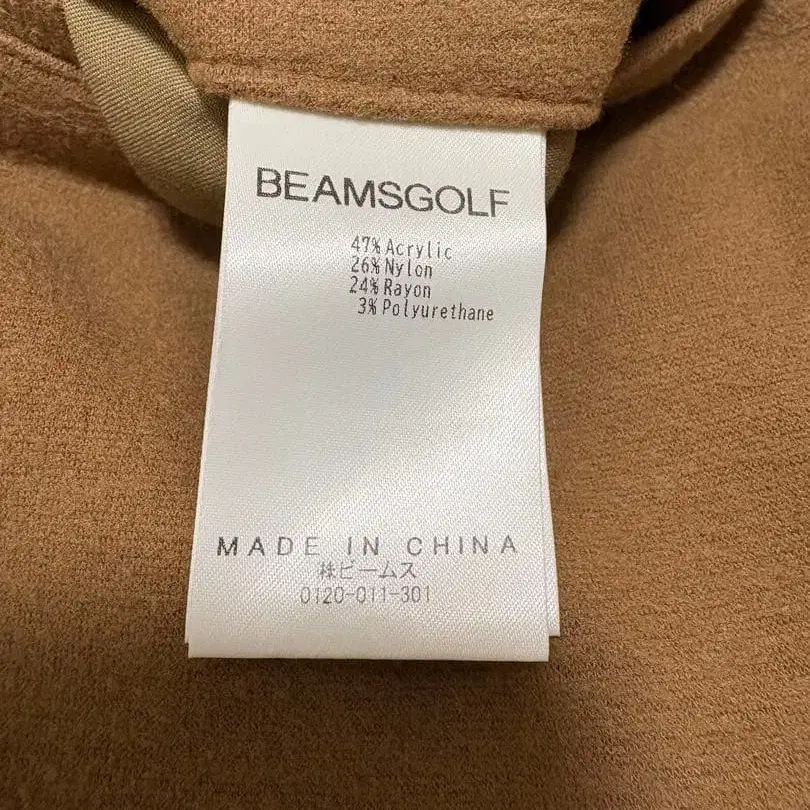 BEAMSGOLF
47% Acrylic
26% Nylon
24% Rayon
3% Polyurethane
MADE IN CHINA
株ビームス
0120-011-301